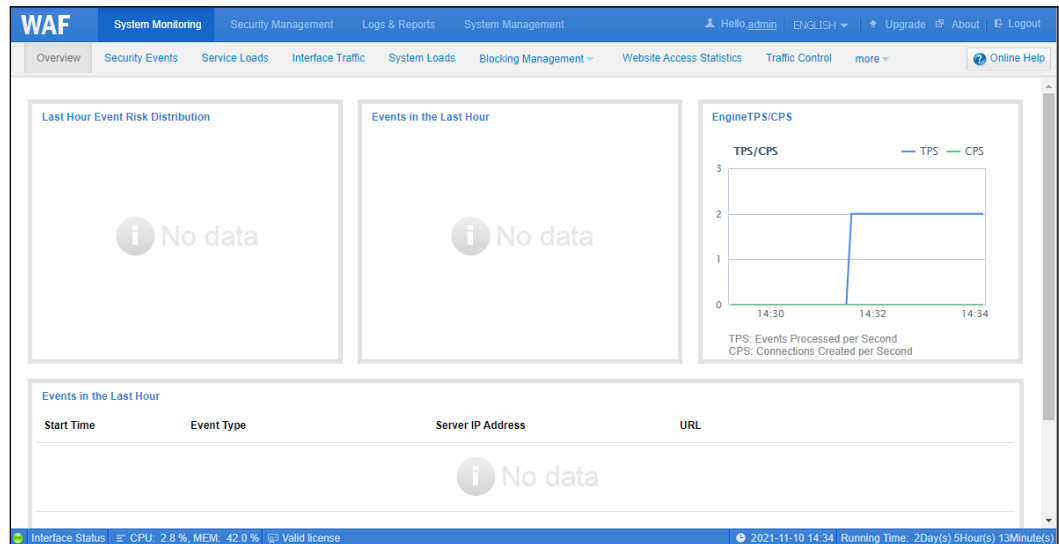 WAF System Monitoring Security Management Logs & Reports System Management Hello,admin ENGLISH Upgrade About Logout
Overview Security Events Service Loads Interface Traffic System Loads Blocking Management Website Access Statistics Traffic Control more Online Help
Last Hour Event Risk Distribution
No data
Events in the Last Hour
No data
EngineTPS/CPS
TPS/CPS TPS CPS
3
2
1
0
14:30 14:32 14:34
TPS: Events Processed per Second
CPS: Connections Created per Second
Events in the Last Hour
Start Time Event Type Server IP Address URL
No data
Interface Status CPU: 2.8 %, MEM: 42.0 % Valid license 2021-11-10 14:34 Running Time: 2Day(s) 5Hour(s) 13Minute(s)